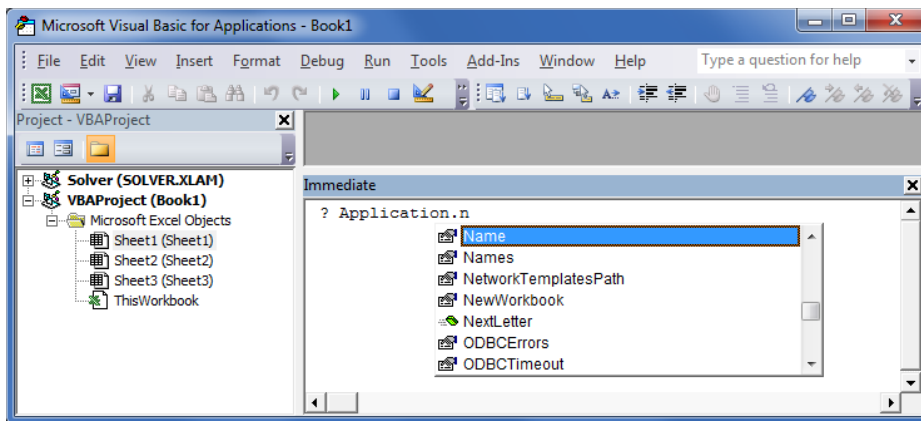 Microsoft Visual Basic for Applications - Book1
File Edit View Insert Format Debug Run Tools Add-Ins Window Help Type a question for help
Project - VBAProject
Solver (SOLVER.XLAM)
VBAProject (Book1)
Microsoft Excel Objects
Sheet1 (Sheet1)
Sheet2 (Sheet2)
Sheet3 (Sheet3)
ThisWorkbook
Immediate
? Application.n
Name
Names
NetworkTemplatesPath
NewWorkbook
NextLetter
ODBCErrors
ODBCTimeout